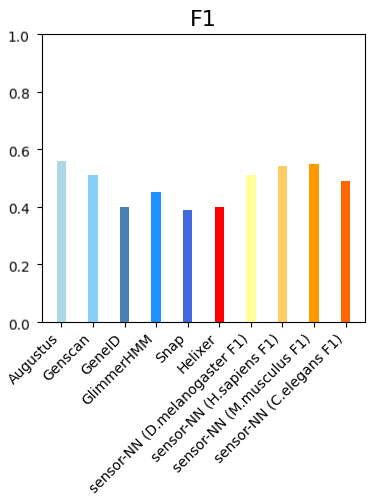 F1
1.0
0.8
0.6
0.4
0.2
0.0
Augustus
Genscan
GeneID
GlimmerHMM
Snap
Helixer
sensor-NN (D.melanogaster F1)
sensor-NN (H.sapiens F1)
sensor-NN (M.musculus F1)
sensor-NN (C.elegans F1)